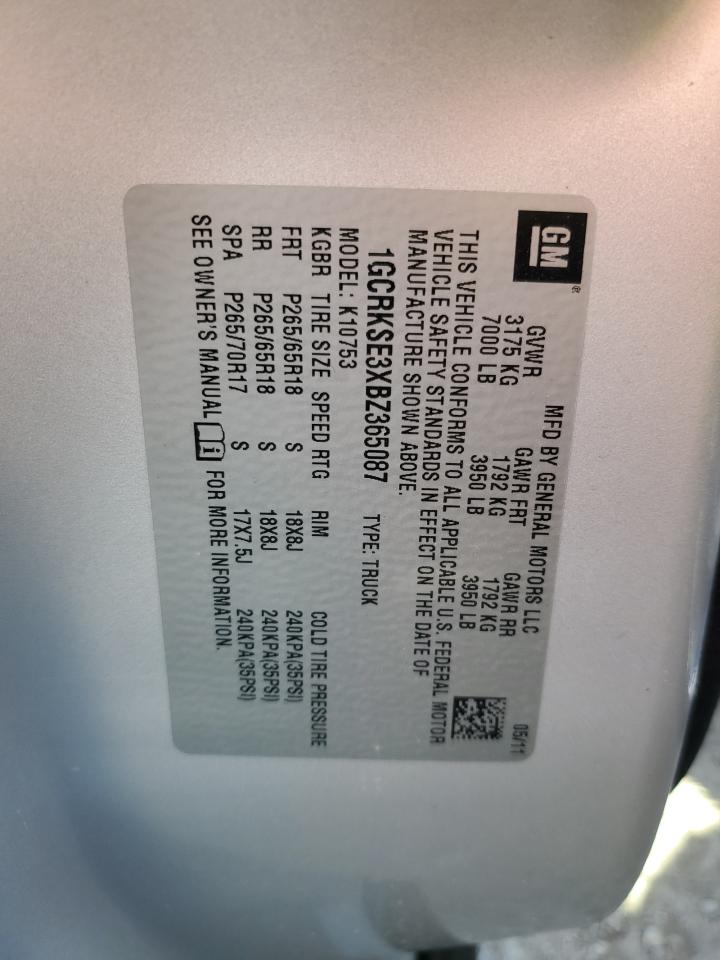 GM®
MFD BY GENERAL MOTORS LLC 05/11
GVWR GAWR FRT GAWR RR
3175 KG 1792 KG 1792 KG
7000 LB 3950 LB 3950 LB
THIS VEHICLE CONFORMS TO ALL APPLICABLE U.S. FEDERAL MOTOR
VEHICLE SAFETY STANDARDS IN EFFECT ON THE DATE OF
MANUFACTURE SHOWN ABOVE.
1GCRKSE3XBZ365087 TYPE: TRUCK
MODEL: K10753
KGBR TIRE SIZE SPEED RTG RIM COLD TIRE PRESSURE
FRT P265/65R18 S 18X8J 240KPA(35PSI)
RR P265/65R18 S 18X8J 240KPA(35PSI)
SPA P265/70R17 S 17X7.5J 240KPA(35PSI)
SEE OWNER'S MANUAL i FOR MORE INFORMATION.